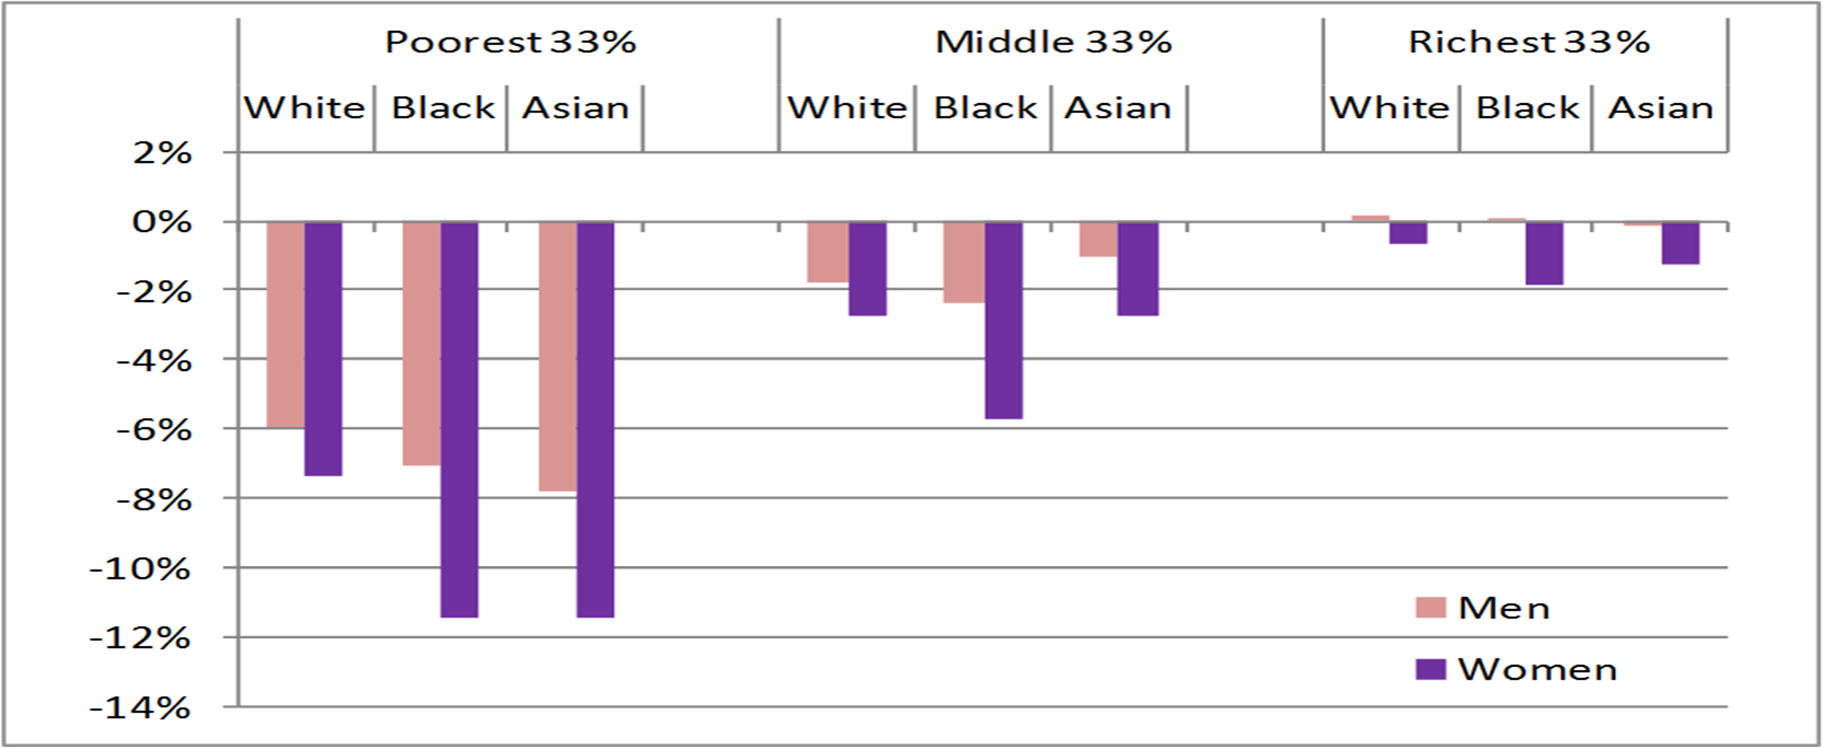 Poorest 33% Middle 33% Richest 33%
White Black Asian White Black Asian White Black Asian
2%
0%
-2%
-4%
-6%
-8%
-10%
-12%
-14%
Men
Women